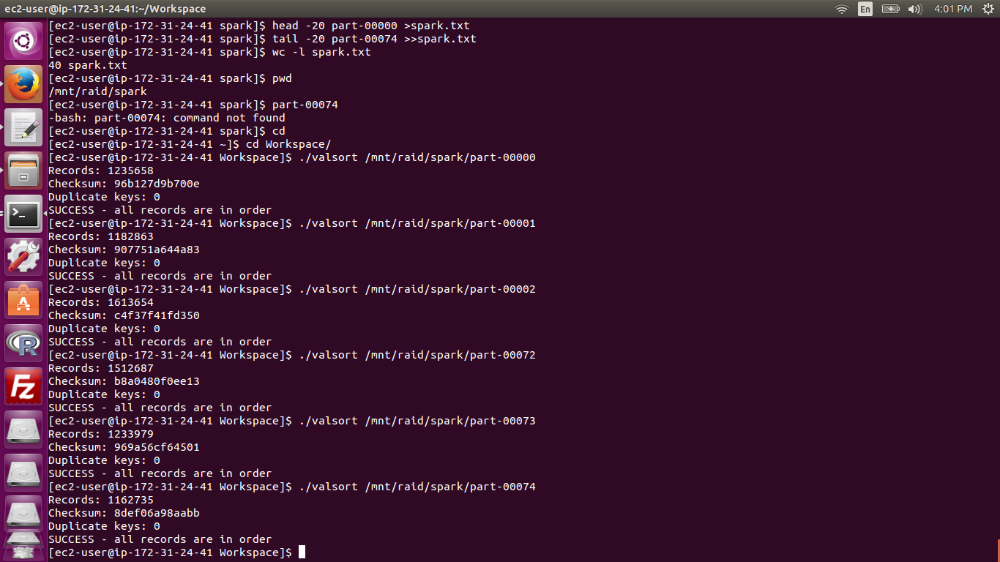 ec2-user@ip-172-31-24-41:~/Workspace En 4:01 PM
[ec2-user@ip-172-31-24-41 spark]$ head -20 part-00000 >spark.txt
[ec2-user@ip-172-31-24-41 spark]$ tail -20 part-00074 >>spark.txt
[ec2-user@ip-172-31-24-41 spark]$ wc -l spark.txt
40 spark.txt
[ec2-user@ip-172-31-24-41 spark]$ pwd
/mnt/raid/spark
[ec2-user@ip-172-31-24-41 spark]$ part-00074
-bash: part-00074: command not found
[ec2-user@ip-172-31-24-41 spark]$ cd
[ec2-user@ip-172-31-24-41 ~]$ cd Workspace/
[ec2-user@ip-172-31-24-41 Workspace]$ ./valsort /mnt/raid/spark/part-00000
Records: 1235658
Checksum: 96b127d9b700e
Duplicate keys: 0
SUCCESS - all records are in order
[ec2-user@ip-172-31-24-41 Workspace]$ ./valsort /mnt/raid/spark/part-00001
Records: 1182863
Checksum: 907751a644a83
Duplicate keys: 0
SUCCESS - all records are in order
[ec2-user@ip-172-31-24-41 Workspace]$ ./valsort /mnt/raid/spark/part-00002
Records: 1613654
Checksum: c4f37f41fd350
Duplicate keys: 0
SUCCESS - all records are in order
[ec2-user@ip-172-31-24-41 Workspace]$ ./valsort /mnt/raid/spark/part-00072
Records: 1512687
Checksum: b8a0480f0ee13
Duplicate keys: 0
SUCCESS - all records are in order
[ec2-user@ip-172-31-24-41 Workspace]$ ./valsort /mnt/raid/spark/part-00073
Records: 1233979
Checksum: 969a56cf64501
Duplicate keys: 0
SUCCESS - all records are in order
[ec2-user@ip-172-31-24-41 Workspace]$ ./valsort /mnt/raid/spark/part-00074
Records: 1162735
Checksum: 8def06a98aabb
Duplicate keys: 0
SUCCESS - all records are in order
[ec2-user@ip-172-31-24-41 Workspace]$